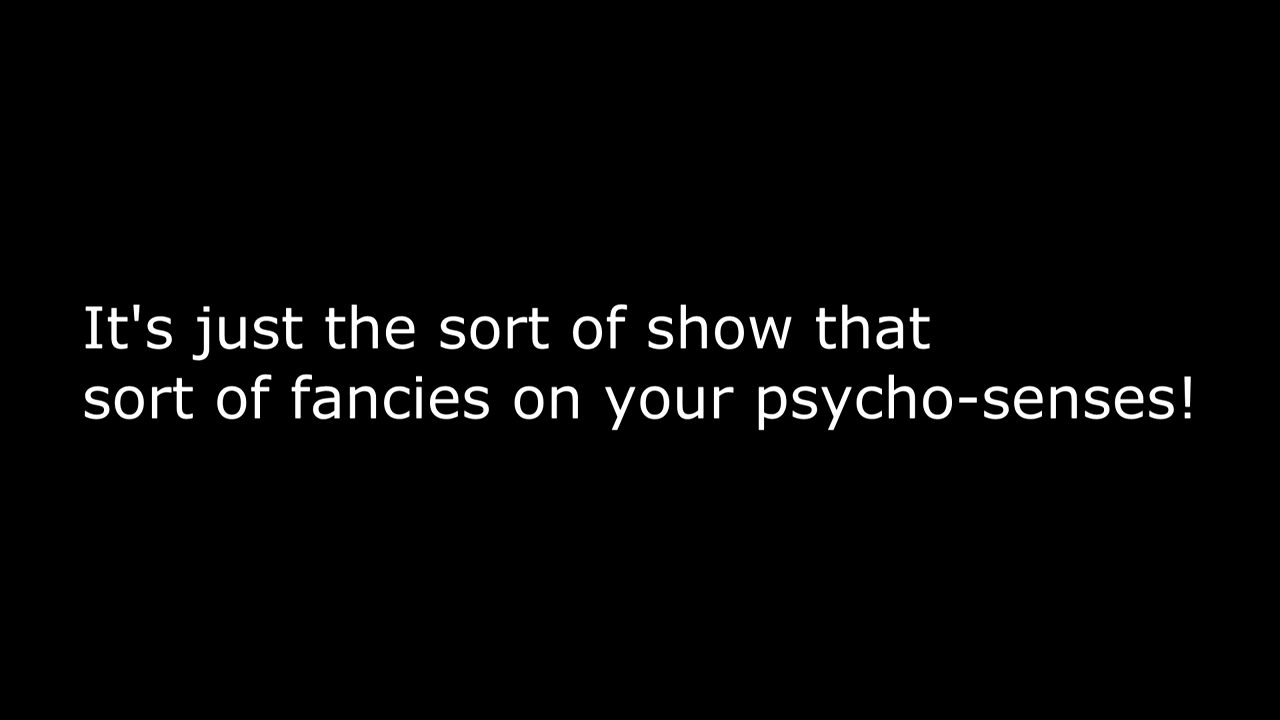 It's just the sort of show that
sort of fancies on your psycho-senses!